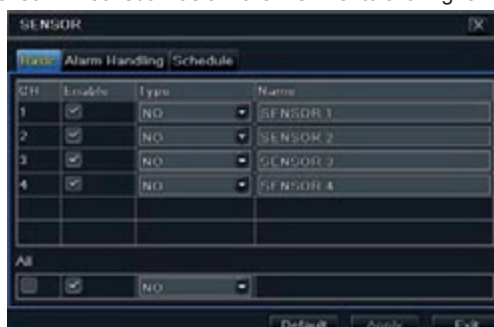 SENSOR
Basic Alarm Handling Schedule
CH Enable Type Name
1 NO SENSOR 1
2 NO SENSOR 2
3 NO SENSOR 3
4 NO SENSOR 4
All
NO
Default Apply Exit